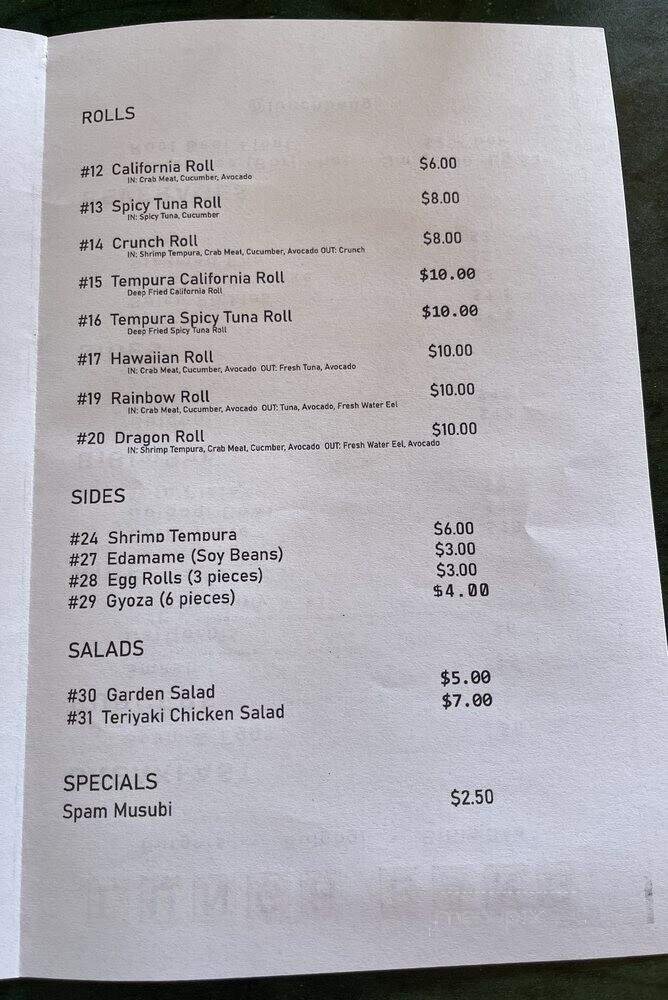 ROLLS
#12 California Roll $6.00
IN: Crab Meat, Cucumber, Avocado
#13 Spicy Tuna Roll $8.00
IN: Spicy Tuna, Cucumber
#14 Crunch Roll $8.00
IN: Shrimp Tempura, Crab Meat, Cucumber, Avocado OUT: Crunch
#15 Tempura California Roll $10.00
Deep Fried California Roll
#16 Tempura Spicy Tuna Roll $10.00
Deep Fried Spicy Tuna Roll
#17 Hawaiian Roll $10.00
IN: Crab Meat, Cucumber, Avocado OUT: Fresh Tuna, Avocado
#19 Rainbow Roll $10.00
IN: Crab Meat, Cucumber, Avocado OUT: Tuna, Avocado, Fresh Water Eel
#20 Dragon Roll $10.00
IN: Shrimp Tempura, Crab Meat, Cucmber, Avocado OUT: Fresh Water Eel, Avocado
SIDES
#24 Shrimp Tempura $6.00
#27 Edamame (Soy Beans) $3.00
#28 Egg Rolls (3 pieces) $3.00
#29 Gyoza (6 pieces) $4.00
SALADS
#30 Garden Salad $5.00
#31 Teriyaki Chicken Salad $7.00
SPECIALS
Spam Musubi $2.50